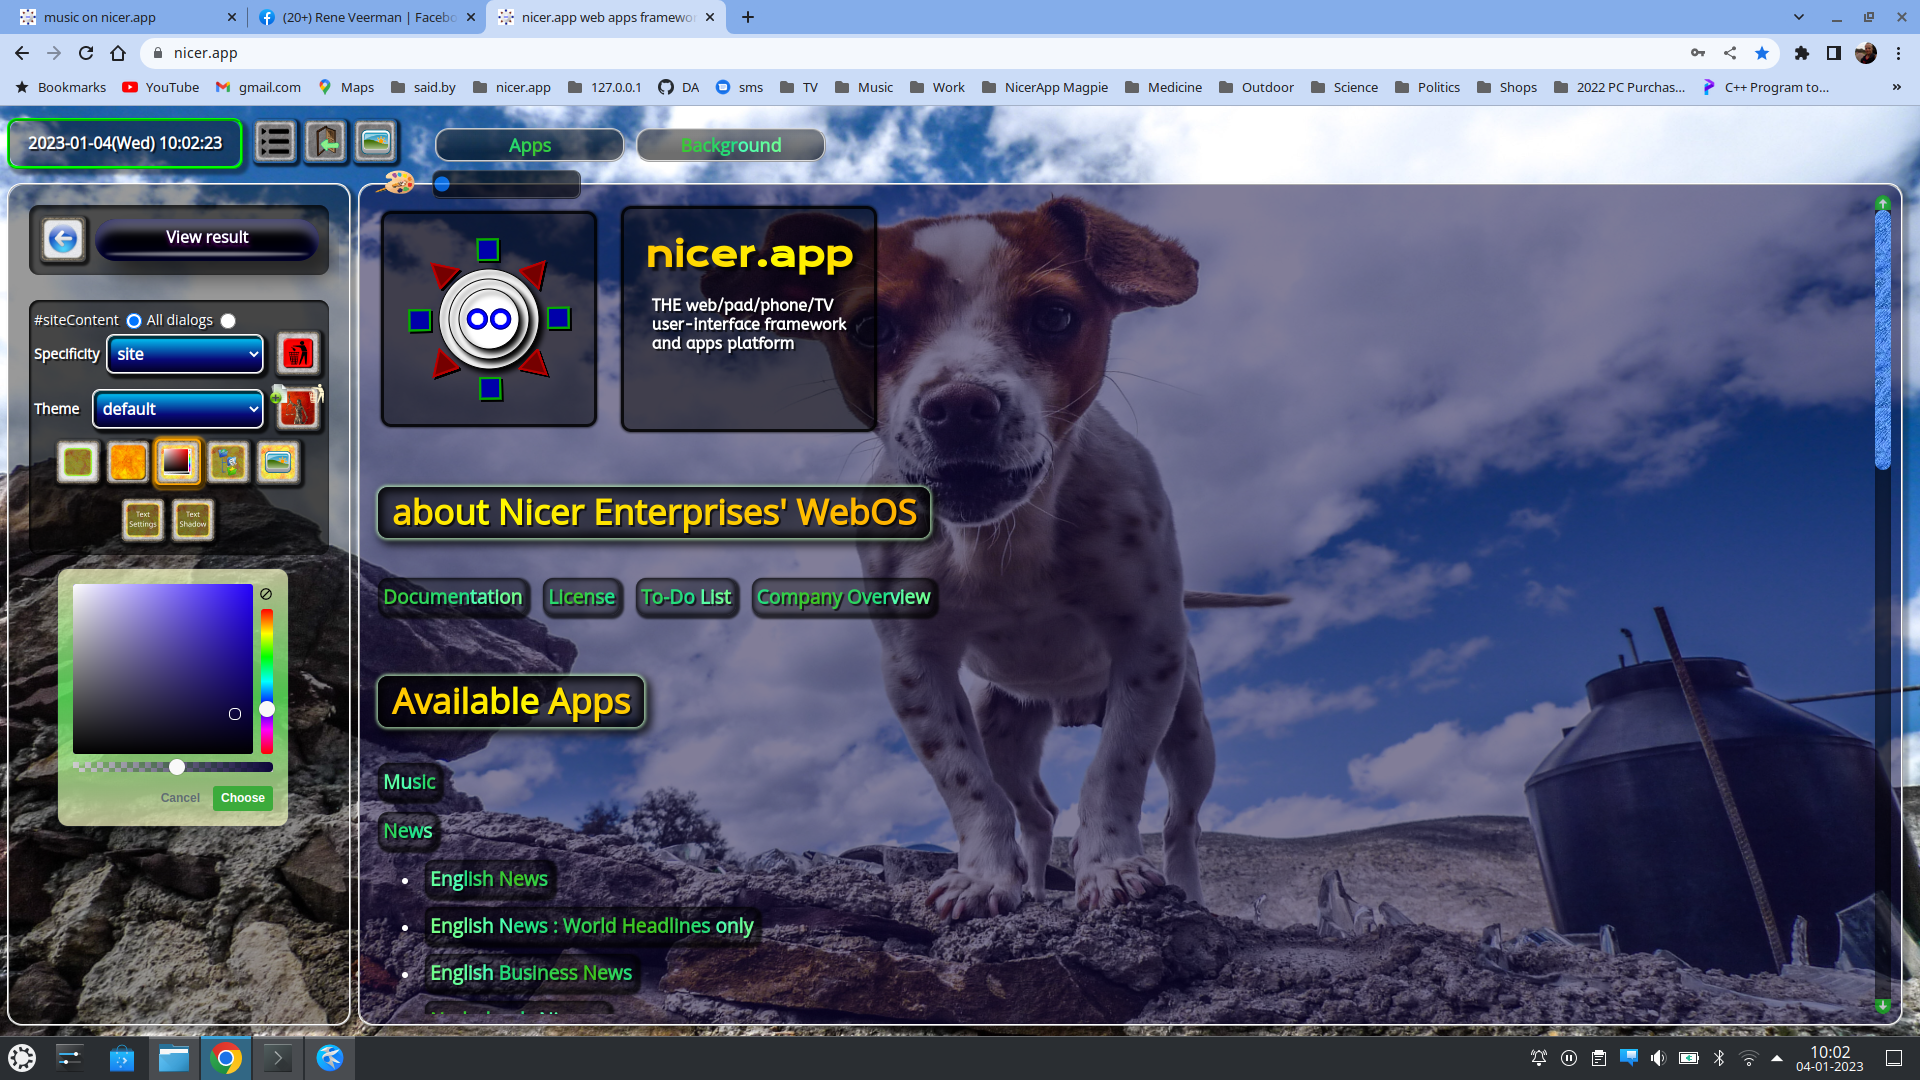 music on nicer.app
(20+) Rene Veerman | Facebo
nicer.app web apps framewo
nicer.app
Bookmarks
YouTube
gmail.com
Maps
said.by
nicer.app
127.0.0.1
DA
sms
TV
Music
Work
NicerApp Magpie
Medicine
Outdoor
Science
Politics
Shops
2022 PC Purchas...
C++ Program to...
»
2023-01-04(Wed) 10:02:23
Apps
Background
View result
#siteContent
All dialogs
Specificity
site
Theme
default
Text
Settings
Text
Shadow
Cancel
Choose
nicer.app
THE web/pad/phone/TV
user-interface framework
and apps platform
about Nicer Enterprises' WebOS
Documentation
License
To-Do List
Company Overview
Available Apps
Music
News
English News
English News : World Headlines only
English Business News
10:02
04-01-2023